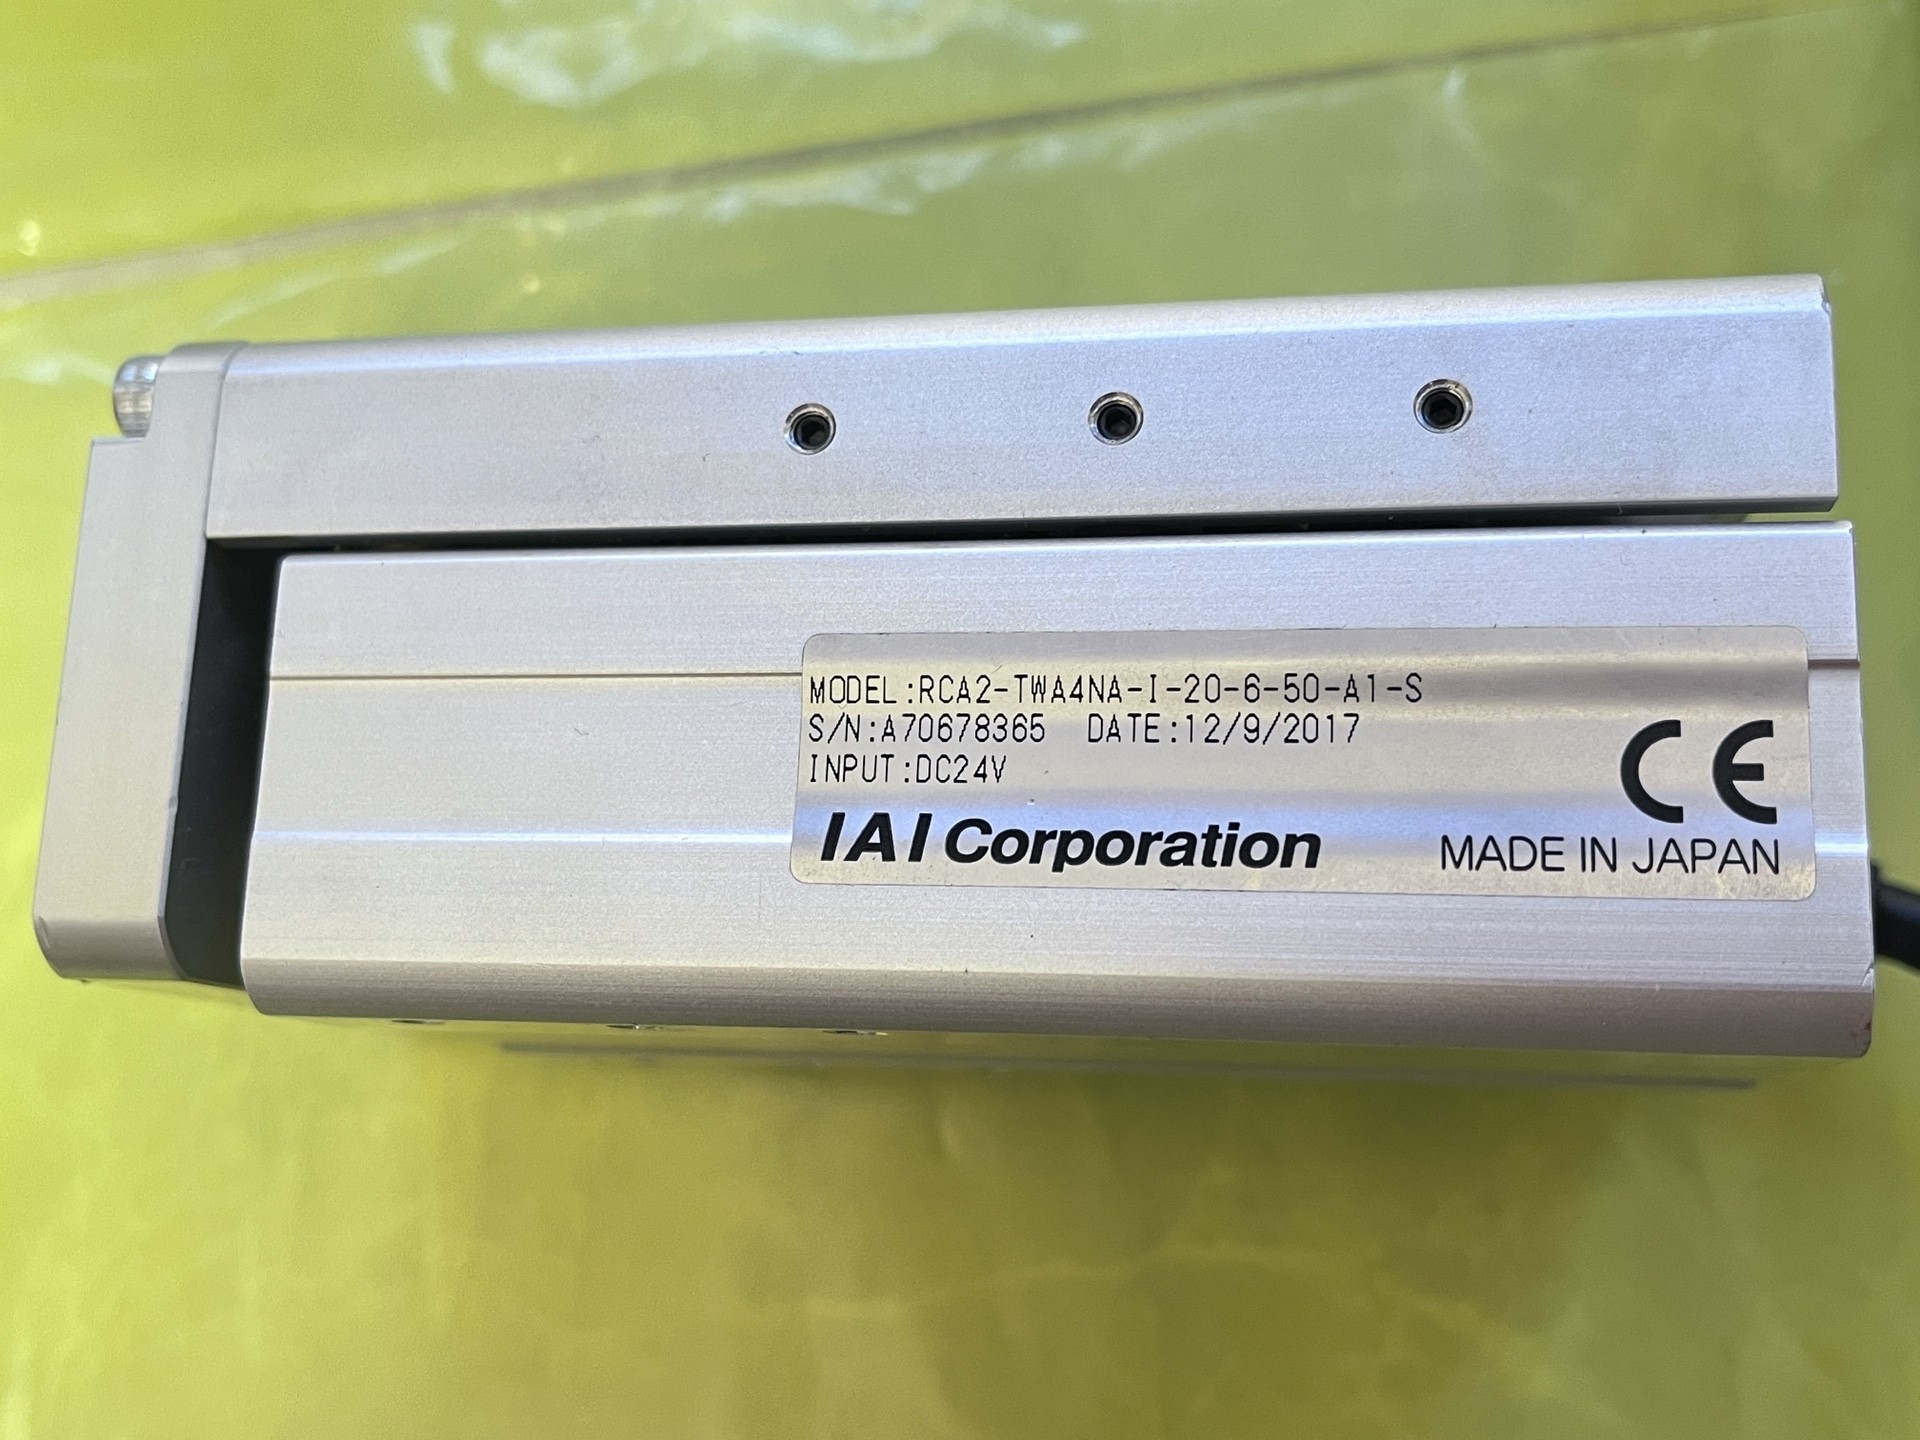 MODEL:RCA2-TWA4NA-I-20-6-50-A1-S
S/N:A70678365 DATE:12/9/2017
INPUT:DC24V
CE
IAI Corporation
MADE IN JAPAN